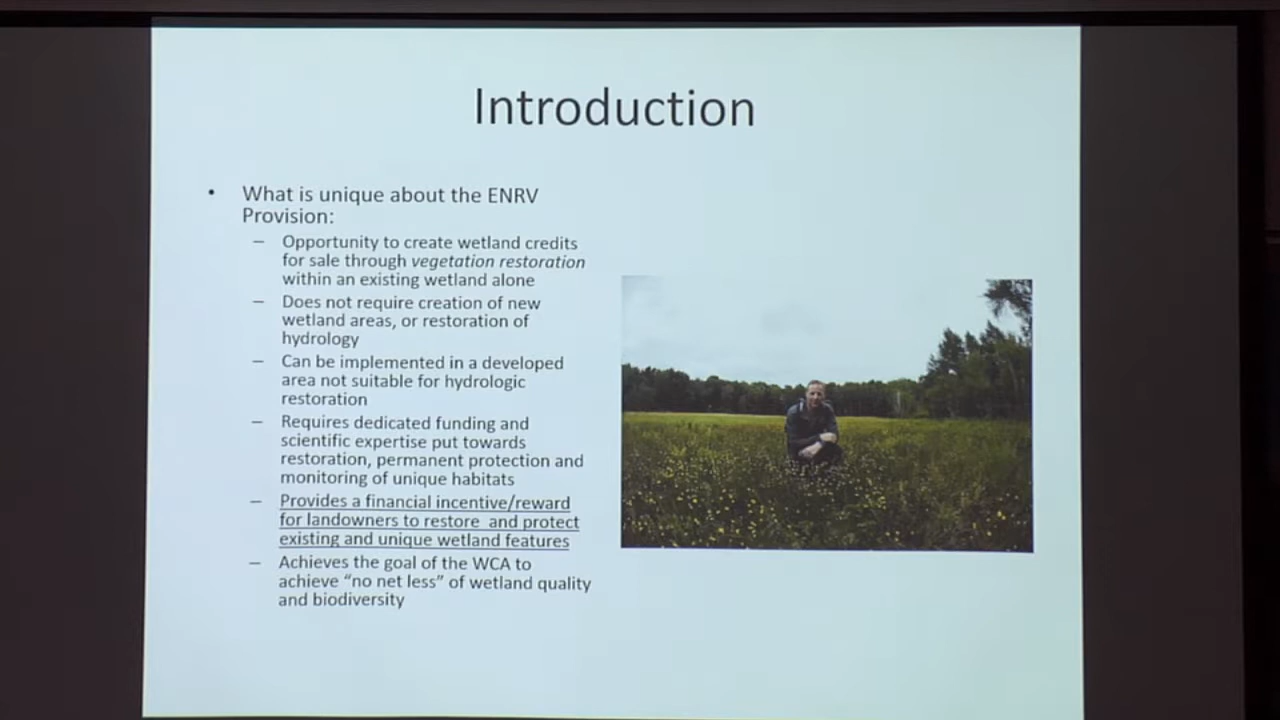 Introduction
• What is unique about the ENRV
Provision:
– Opportunity to create wetland credits
for sale through vegetation restoration
within an existing wetland alone
– Does not require creation of new
wetland areas, or restoration of
hydrology
– Can be implemented in a developed
area not suitable for hydrologic
restoration
– Requires dedicated funding and
scientific expertise put towards
restoration, permanent protection and
monitoring of unique habitats
– Provides a financial incentive/reward
for landowners to restore and protect
existing and unique wetland features
– Achieves the goal of the WCA to
achieve “no net less” of wetland quality
and biodiversity